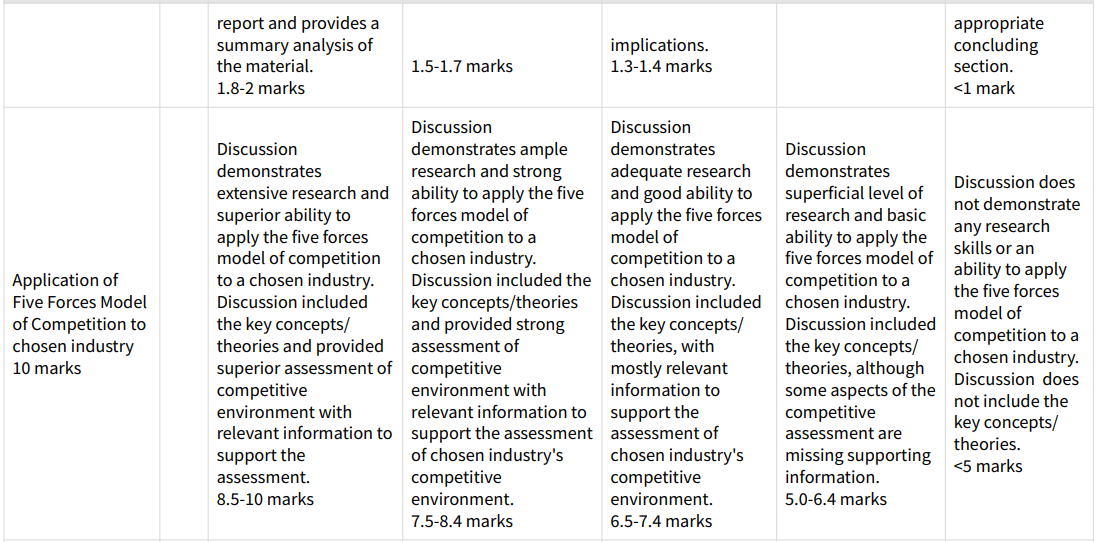 report and provides a
summary analysis of
the material.
1.8-2 marks
1.5-1.7 marks
implications.
1.3-1.4 marks
appropriate
concluding
section.
<1 mark
Application of
Five Forces Model
of Competition to
chosen industry
10 marks
Discussion
demonstrates
extensive research and
superior ability to
apply the five forces
model of competition
to a chosen industry.
Discussion included
the key concepts/
theories and provided
superior assessment of
competitive
environment with
relevant information to
support the
assessment.
8.5-10 marks
Discussion
demonstrates ample
research and strong
ability to apply the five
forces model of
competition to a
chosen industry.
Discussion included the
key concepts/theories
and provided strong
assessment of
competitive
environment with
relevant information to
support the assessment
of chosen industry's
competitive
environment.
7.5-8.4 marks
Discussion
demonstrates
adequate research
and good ability to
apply the five forces
model of
competition to a
chosen industry.
Discussion included
the key concepts/
theories, with
mostly relevant
information to
support the
assessment of
chosen industry's
competitive
environment.
6.5-7.4 marks
Discussion
demonstrates
superficial level of
research and basic
ability to apply the
five forces model of
competition to a
chosen industry.
Discussion included
the key concepts/
theories, although
some aspects of the
competitive
assessment are
missing supporting
information.
5.0-6.4 marks
Discussion does
not demonstrate
any research
skills or an
ability to apply
the five forces
model of
competition to a
chosen industry.
Discussion  does
not include the
key concepts/
theories.
<5 marks